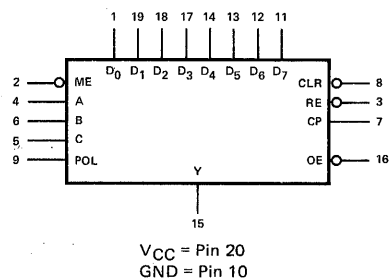 1 19 18 17 14 13 12 11
D0 D1 D2 D3 D4 D5 D6 D7
2 ME CLR 8
4 A RE 3
6 B CP 7
5 C
9 POL OE 16
Y
15
VCC = Pin 20
GND = Pin 10